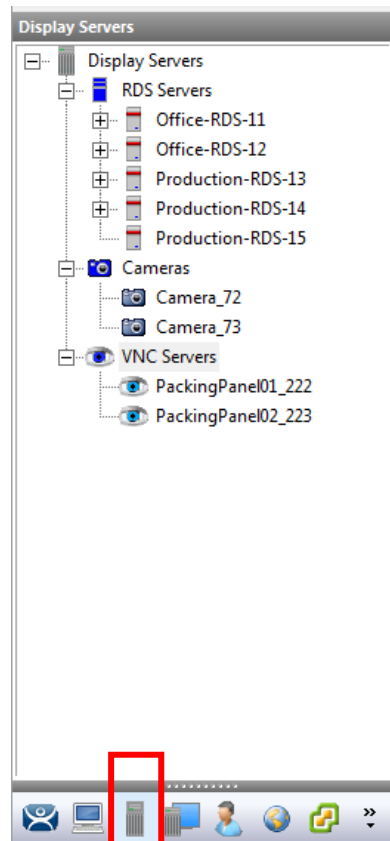 Display Servers
Display Servers
RDS Servers
Office-RDS-11
Office-RDS-12
Production-RDS-13
Production-RDS-14
Production-RDS-15
Cameras
Camera_72
Camera_73
VNC Servers
PackingPanel01_222
PackingPanel02_223